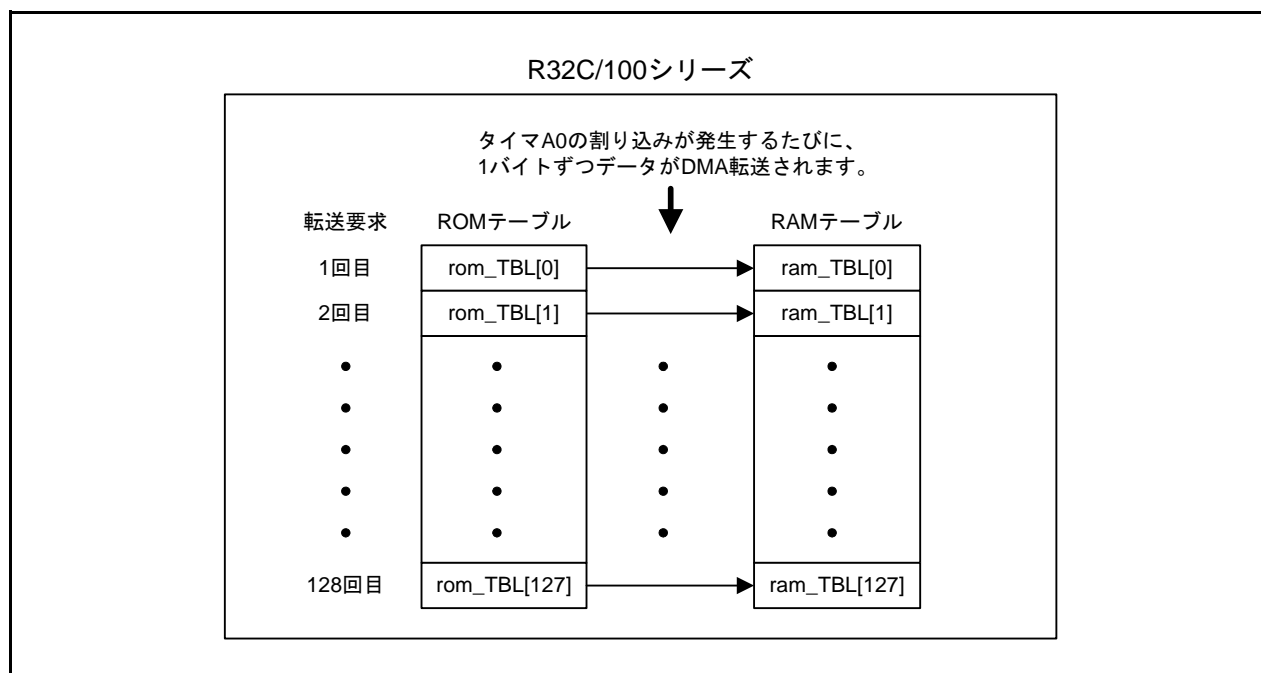 R32C/100シリーズ
タイマA0の割り込みが発生するたびに、
1バイトずつデータがDMA転送されます。
転送要求 ROMテーブル RAMテーブル
1回目 rom_TBL[0] ram_TBL[0]
2回目 rom_TBL[1] ram_TBL[1]
128回目 rom_TBL[127] ram_TBL[127]